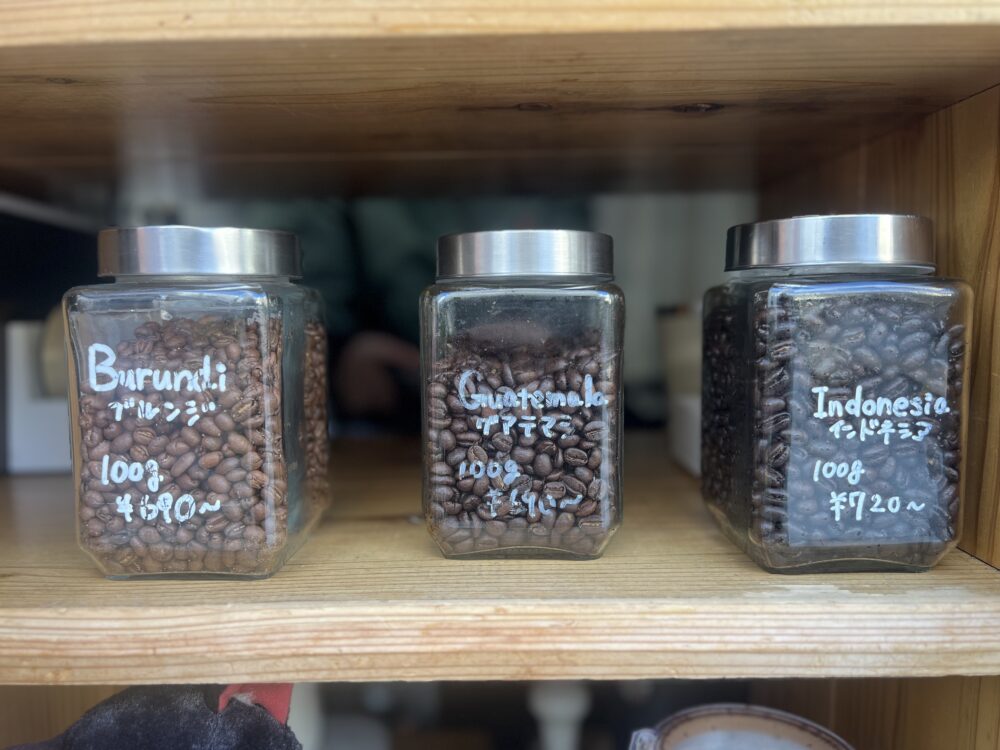 Burundi
ブルンジ
100g.
¥690~
Guatemala
グアテマラ
100g
Indonesia
インドネシア
100g
¥720~